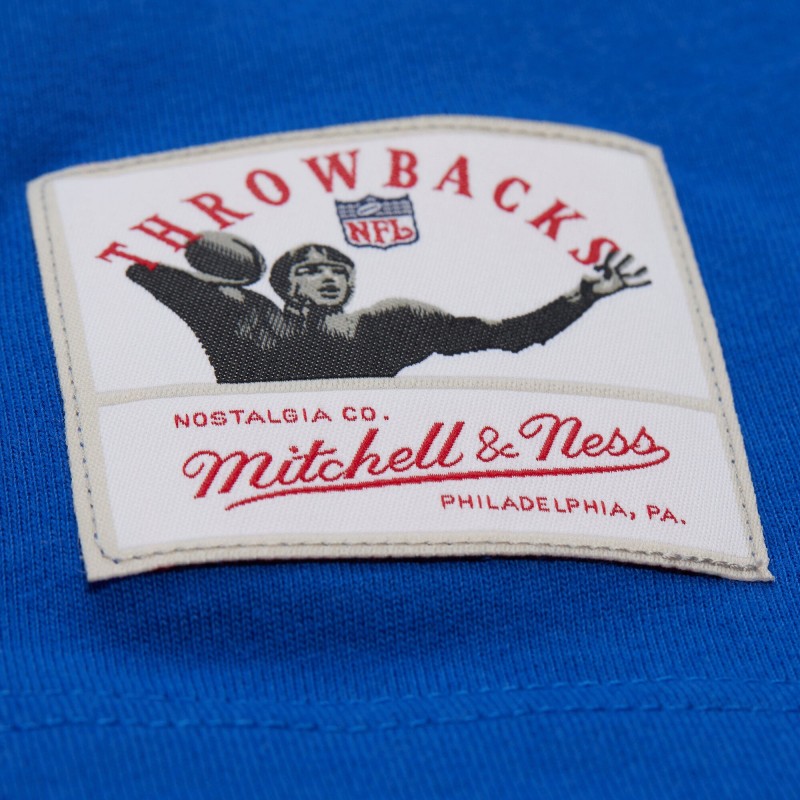 THROWBACKS
NFL
NOSTALGIA CO.
Mitchell & Ness
PHILADELPHIA, PA.